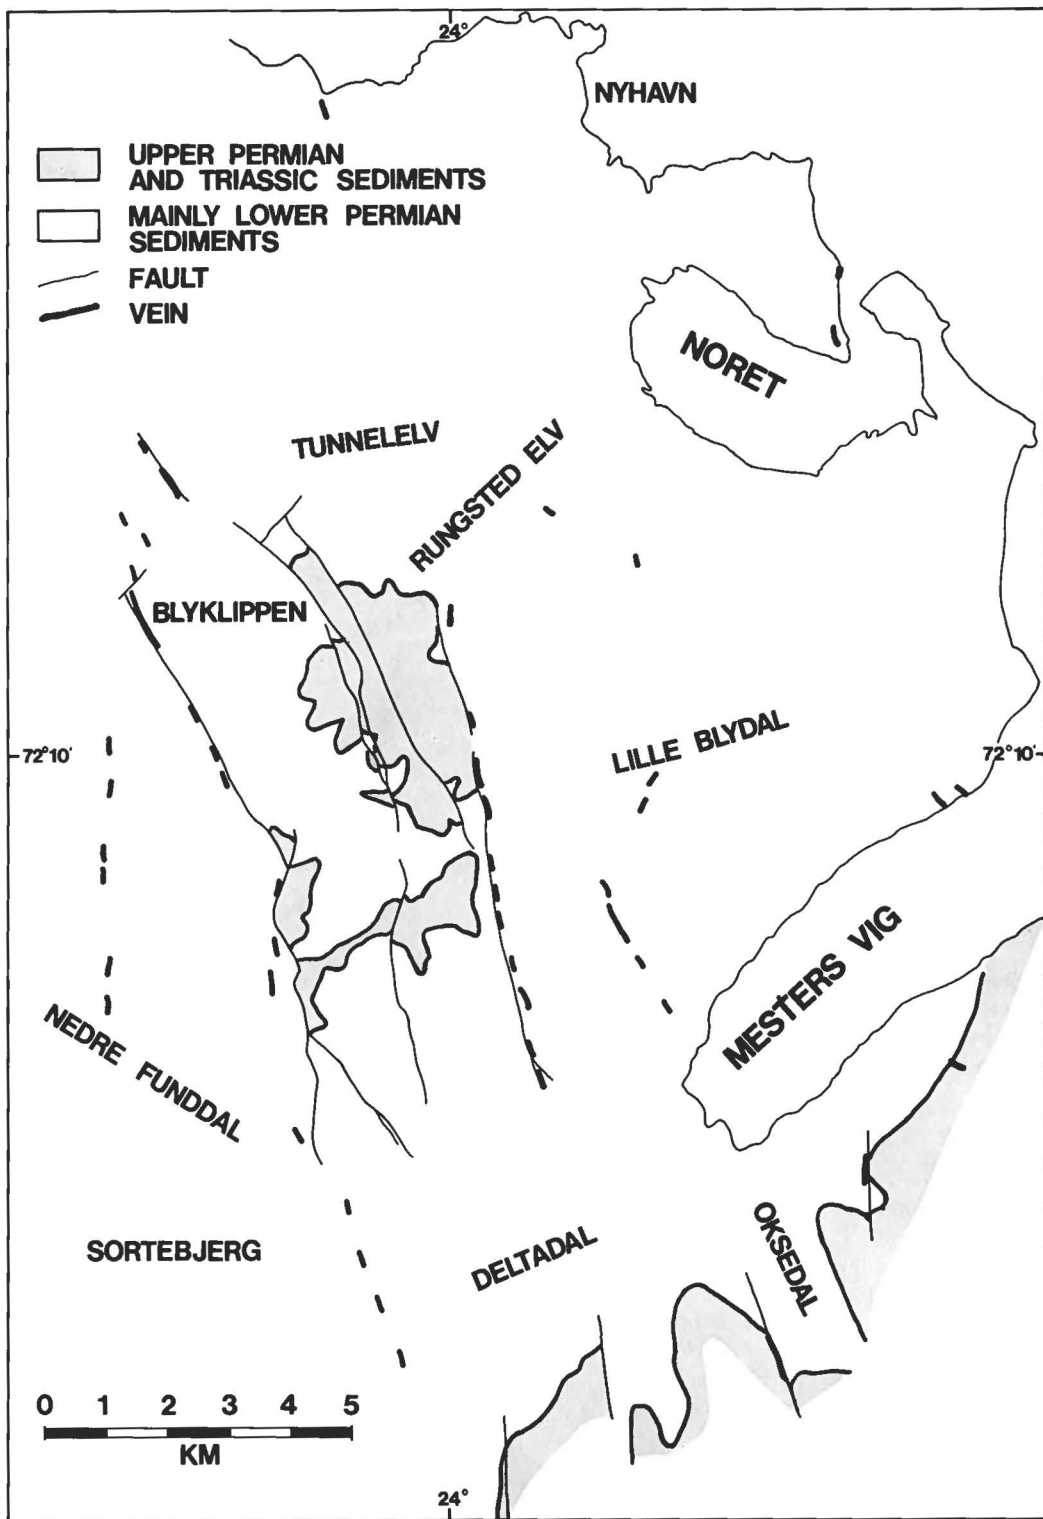 24°
NYHAVN
UPPER PERMIAN
AND TRIASSIC SEDIMENTS
MAINLY LOWER PERMIAN
SEDIMENTS
FAULT
VEIN
NORET
TUNNELELV
RUNGSTED ELV
BLYKLIPPEN
LILLE BLYDAL
72°10'
72°10'
MESTERS VIG
NEDRE FUNDDAL
OKSEDAL
SORTEBJERG
DELTADAL
0 1 2 3 4 5
KM
24°